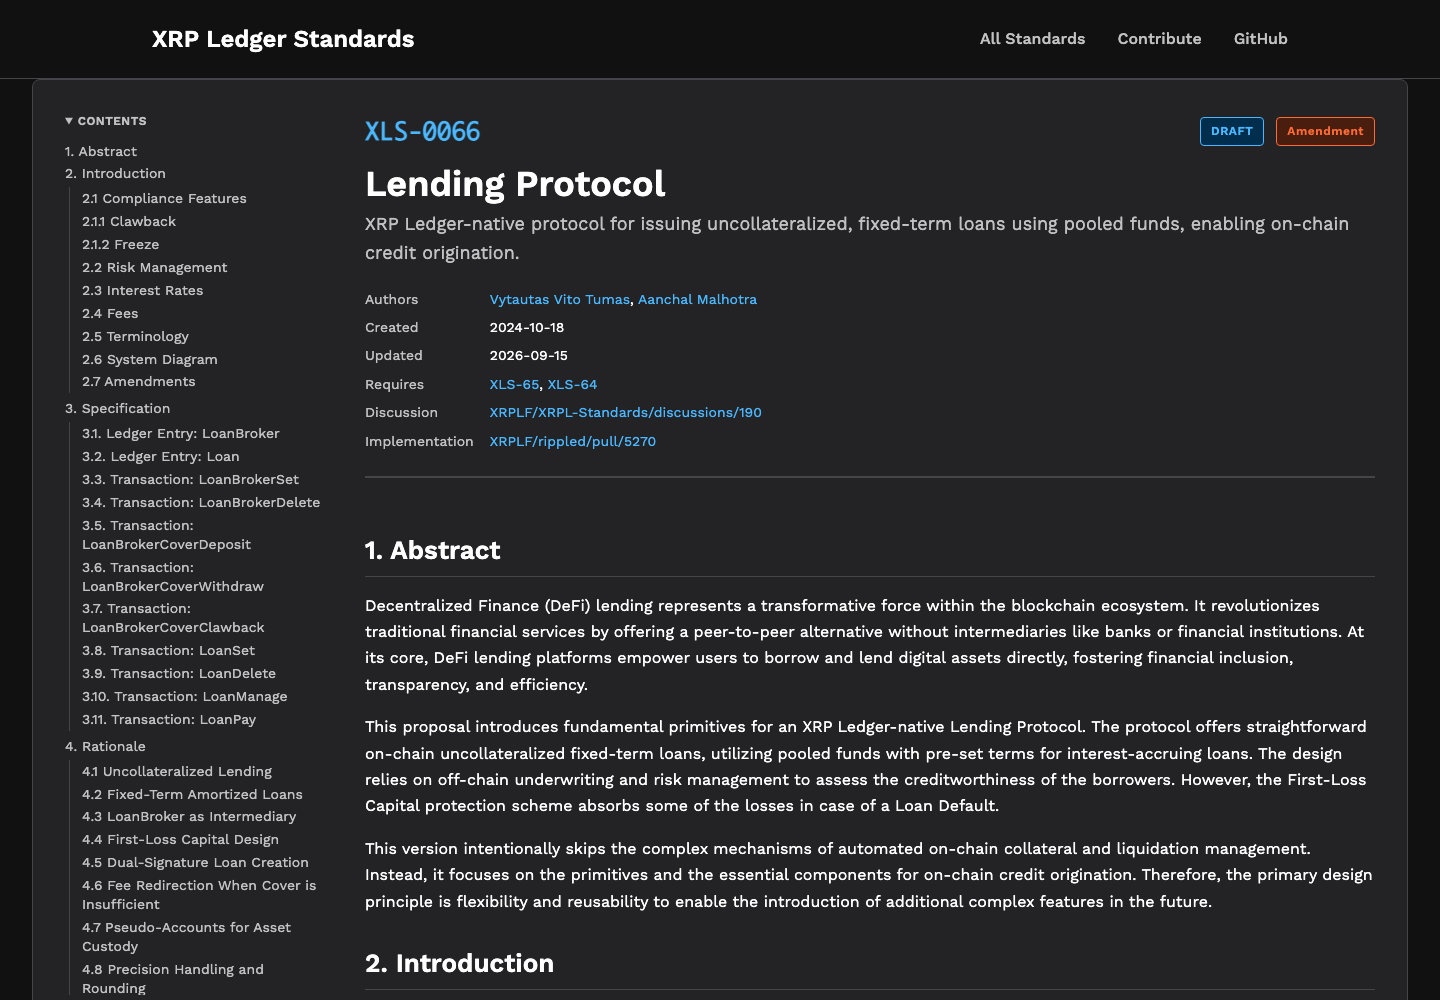 XRP Ledger Standards
All Standards
Contribute
GitHub
▼ CONTENTS
1. Abstract
2. Introduction
2.1 Compliance Features
2.1.1 Clawback
2.1.2 Freeze
2.2 Risk Management
2.3 Interest Rates
2.4 Fees
2.5 Terminology
2.6 System Diagram
2.7 Amendments
3. Specification
3.1. Ledger Entry: LoanBroker
3.2. Ledger Entry: Loan
3.3. Transaction: LoanBrokerSet
3.4. Transaction: LoanBrokerDelete
3.5. Transaction:
LoanBrokerCoverDeposit
3.6. Transaction:
LoanBrokerCoverWithdraw
3.7. Transaction:
LoanBrokerCoverClawback
3.8. Transaction: LoanSet
3.9. Transaction: LoanDelete
3.10. Transaction: LoanManage
3.11. Transaction: LoanPay
4. Rationale
4.1 Uncollateralized Lending
4.2 Fixed-Term Amortized Loans
4.3 LoanBroker as Intermediary
4.4 First-Loss Capital Design
4.5 Dual-Signature Loan Creation
4.6 Fee Redirection When Cover is
Insufficient
4.7 Pseudo-Accounts for Asset
Custody
4.8 Precision Handling and
Rounding
XLS-0066
DRAFT
Amendment
Lending Protocol
XRP Ledger-native protocol for issuing uncollateralized, fixed-term loans using pooled funds, enabling on-chain
credit origination.
Authors Vytautas Vito Tumas, Aanchal Malhotra
Created 2024-10-18
Updated 2026-09-15
Requires XLS-65, XLS-64
Discussion XRPLF/XRPL-Standards/discussions/190
Implementation XRPLF/rippled/pull/5270
1. Abstract
Decentralized Finance (DeFi) lending represents a transformative force within the blockchain ecosystem. It revolutionizes
traditional financial services by offering a peer-to-peer alternative without intermediaries like banks or financial institutions. At
its core, DeFi lending platforms empower users to borrow and lend digital assets directly, fostering financial inclusion,
transparency, and efficiency.
This proposal introduces fundamental primitives for an XRP Ledger-native Lending Protocol. The protocol offers straightforward
on-chain uncollateralized fixed-term loans, utilizing pooled funds with pre-set terms for interest-accruing loans. The design
relies on off-chain underwriting and risk management to assess the creditworthiness of the borrowers. However, the First-Loss
Capital protection scheme absorbs some of the losses in case of a Loan Default.
This version intentionally skips the complex mechanisms of automated on-chain collateral and liquidation management.
Instead, it focuses on the primitives and the essential components for on-chain credit origination. Therefore, the primary design
principle is flexibility and reusability to enable the introduction of additional complex features in the future.
2. Introduction